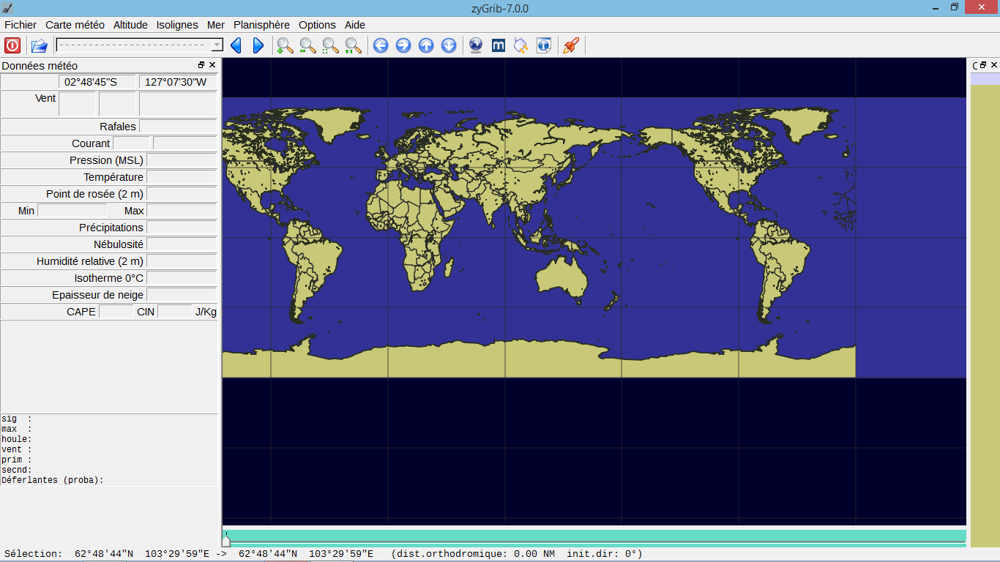 zyGrib-7.0.0
Fichier Carte météo Altitude Isolignes Mer Planisphère Options Aide
Données météo
02°48'45"S 127°07'30"W
Vent
Rafales
Courant
Pression (MSL)
Température
Point de rosée (2 m)
Min Max
Précipitations
Nébulosité
Humidité relative (2 m)
Isotherme 0°C
Epaisseur de neige
CAPE CIN J/Kg
sig :
max :
houle:
vent :
prim :
secnd:
Déferlantes (proba):
Sélection: 62°48'44"N 103°29'59"E -> 62°48'44"N 103°29'59"E (dist.orthodromique: 0.00 NM init.dir: 0°)